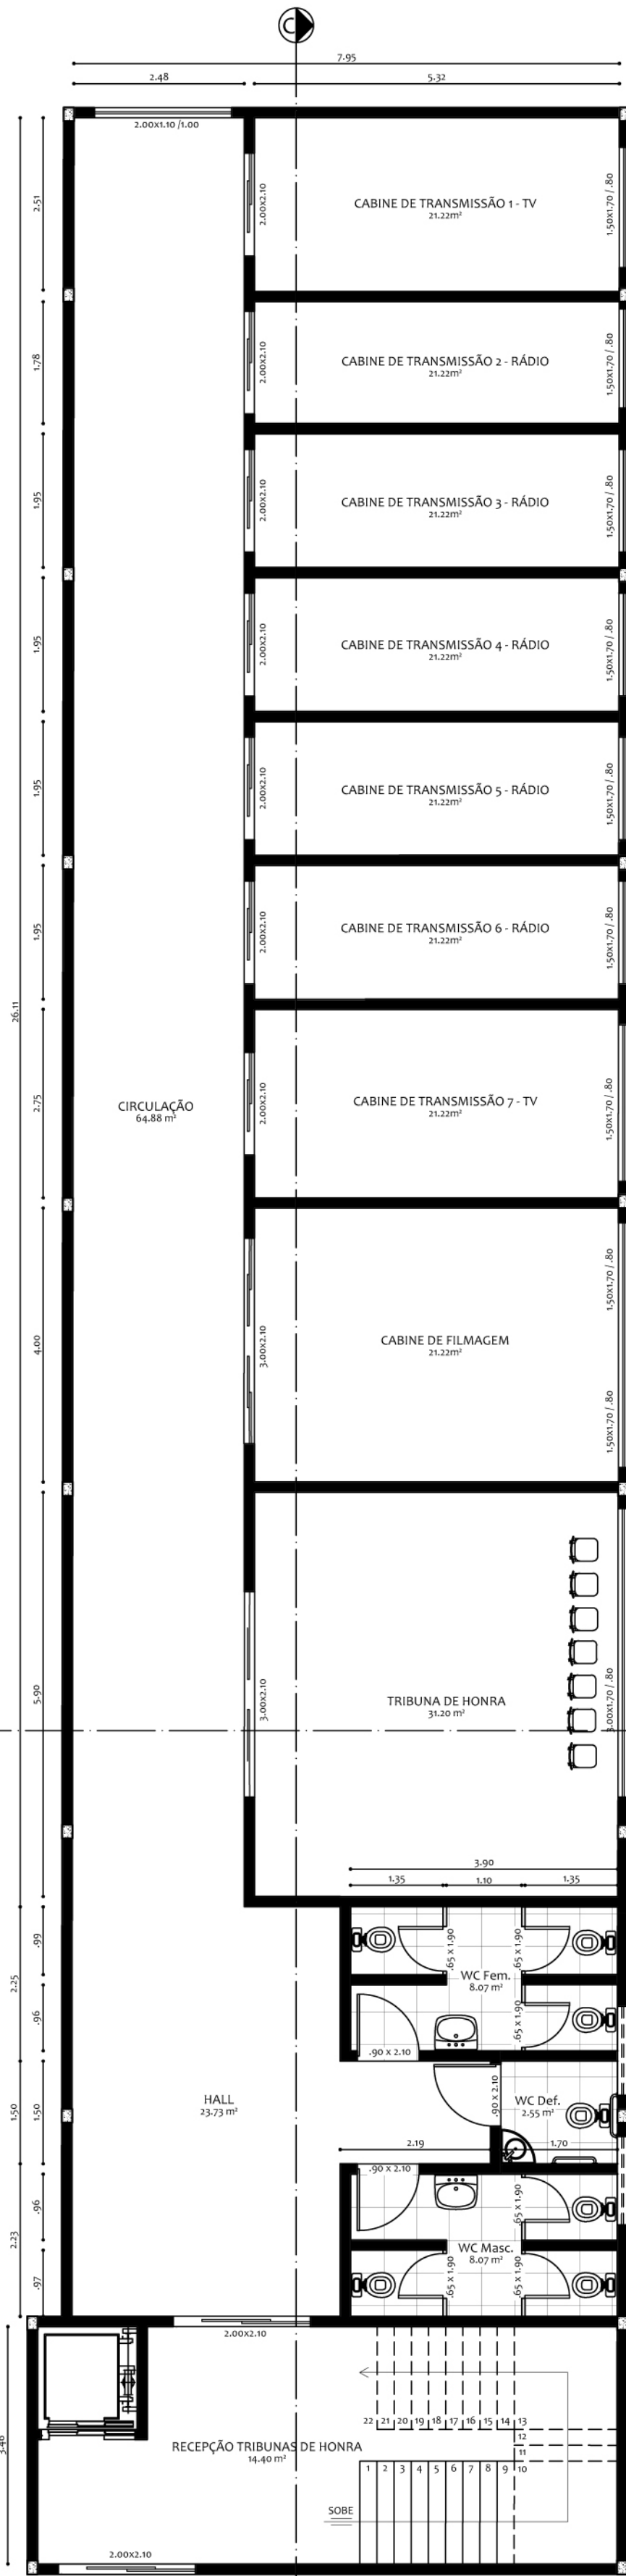 C
7.95
2.48
5.32
2.00x1.10 /1.00
2.51
2.00x2.10
CABINE DE TRANSMISSÃO 1 - TV
21.22m²
1.50x1.70 / .80
1.78
2.00x2.10
CABINE DE TRANSMISSÃO 2 - RÁDIO
21.22m²
1.50x1.70 / .80
1.95
2.00x2.10
CABINE DE TRANSMISSÃO 3 - RÁDIO
21.22m²
1.50x1.70 / .80
1.95
2.00x2.10
CABINE DE TRANSMISSÃO 4 - RÁDIO
21.22m²
1.50x1.70 / .80
1.95
2.00x2.10
CABINE DE TRANSMISSÃO 5 - RÁDIO
21.22m²
1.50x1.70 / .80
1.95
2.00x2.10
CABINE DE TRANSMISSÃO 6 - RÁDIO
21.22m²
1.50x1.70 / .80
26.11
2.75
CIRCULAÇÃO
64.88 m²
2.00x2.10
CABINE DE TRANSMISSÃO 7 - TV
21.22m²
1.50x1.70 / .80
4.00
3.00x2.10
CABINE DE FILMAGEM
21.22m²
1.50x1.70 / .80
1.50x1.70 / .80
5.90
3.00x2.10
TRIBUNA DE HONRA
31.20 m²
3.00x1.70 / .80
3.90
1.35
1.10
1.35
2.25
.99
.96
.65 x 1.90
.65 x 1.90
WC Fem.
8.07 m²
.65 x 1.90
.90 x 2.10
1.50
1.50
HALL
23.73 m²
.90 x 2.10
WC Def.
2.55 m²
2.19
1.70
2.23
.96
.97
.90 x 2.10
.65 x 1.90
WC Masc.
8.07 m²
.65 x 1.90
.65 x 1.90
2.00x2.10
3.46
22 21 20 19 18 17 16 15 14 13
12
11
RECEPÇÃO TRIBUNAS DE HONRA
14.40 m²
1 2 3 4 5 6 7 8 9 10
SOBE
2.00x2.10